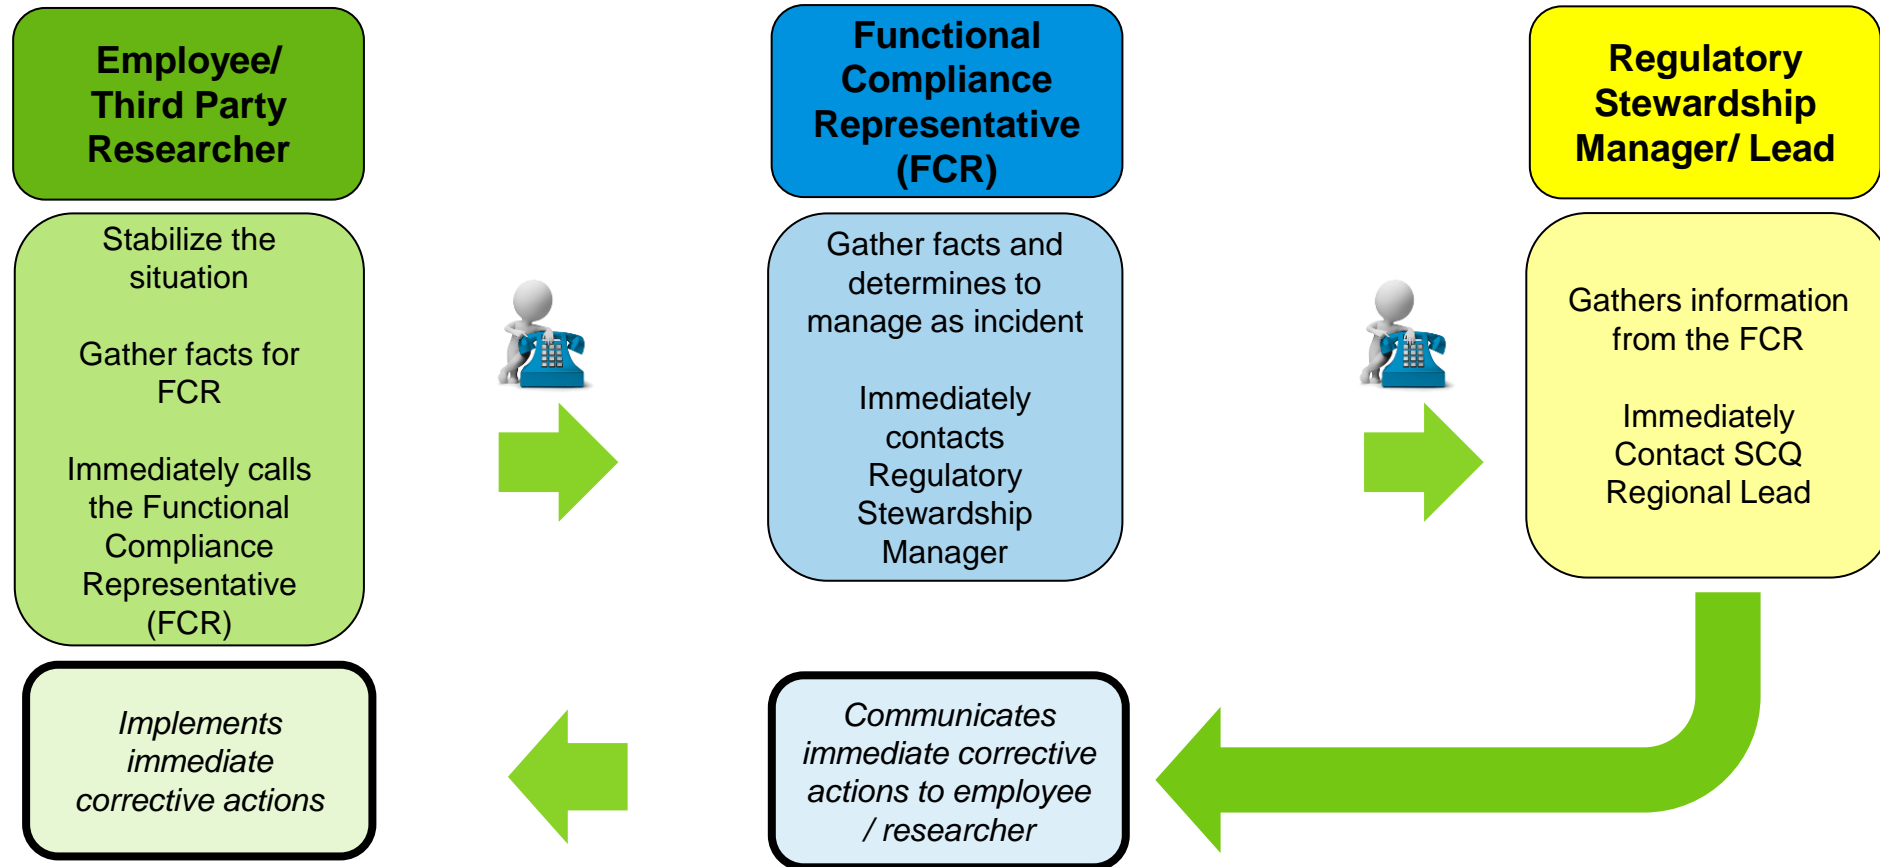 Employee/
Third Party
Researcher
Functional
Compliance
Representative
(FCR)
Regulatory
Stewardship
Manager/ Lead
Stabilize the
situation
Gather facts for
FCR
Immediately calls
the Functional
Compliance
Representative
(FCR)
Gather facts and
determines to
manage as incident
Immediately
contacts
Regulatory
Stewardship
Manager
Gathers information
from the FCR
Immediately
Contact SCQ
Regional Lead
Implements
immediate
corrective actions
Communicates
immediate corrective
actions to employee
/ researcher